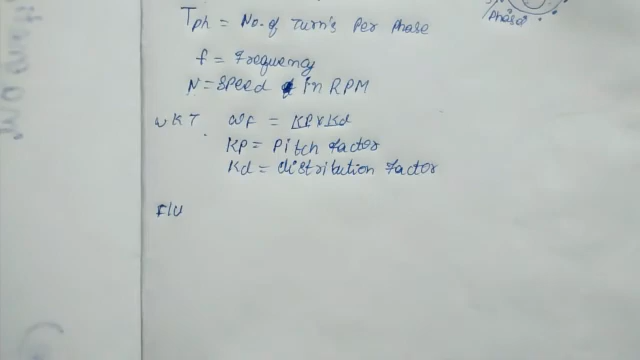 Phase
Tph = No. of Turn's Per Phase
f = Frequency
N = Speed in RPM
WKT. Wf = KP x Kd
KP = Pitch factor
Kd = distribution factor
Flu